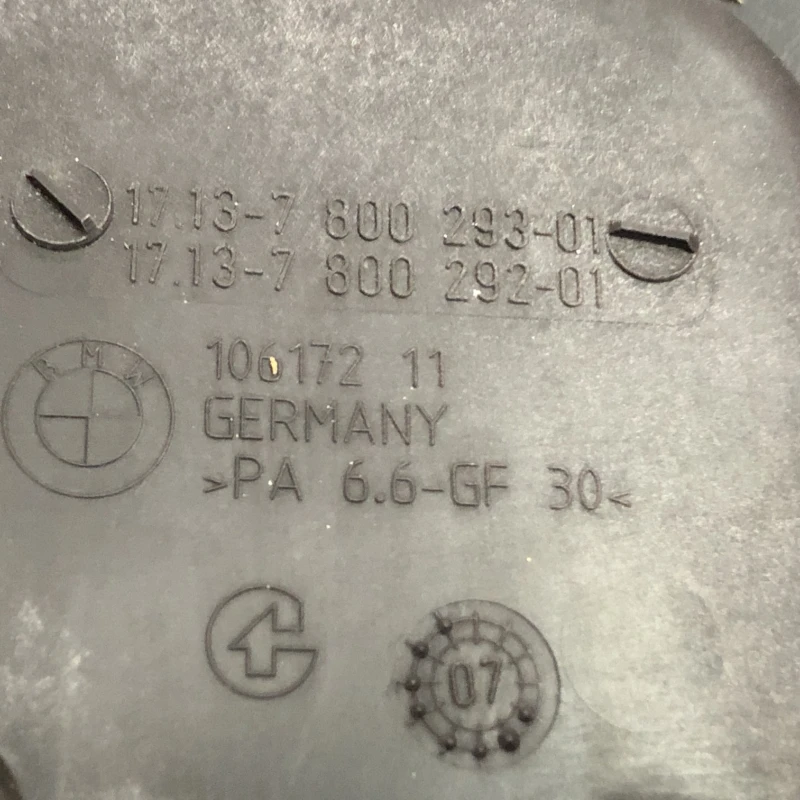 17.13-7 800 293-01
17.13-7 800 292-01
BMW
106172 11
GERMANY
>PA 6.6-GF 30<
07